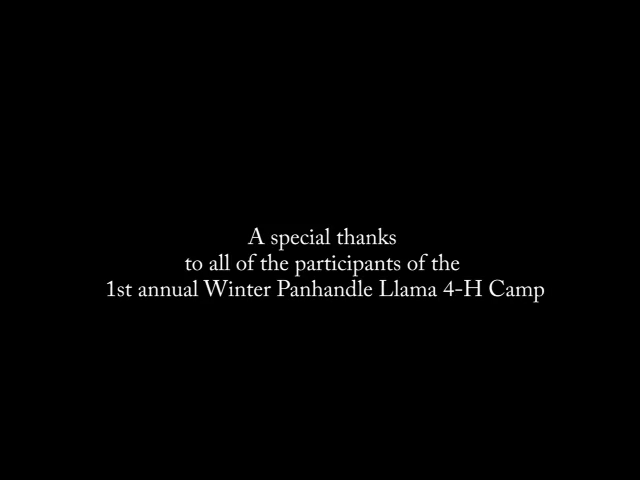 A special thanks
to all of the participants of the
1st annual Winter Panhandle Llama 4-H Camp